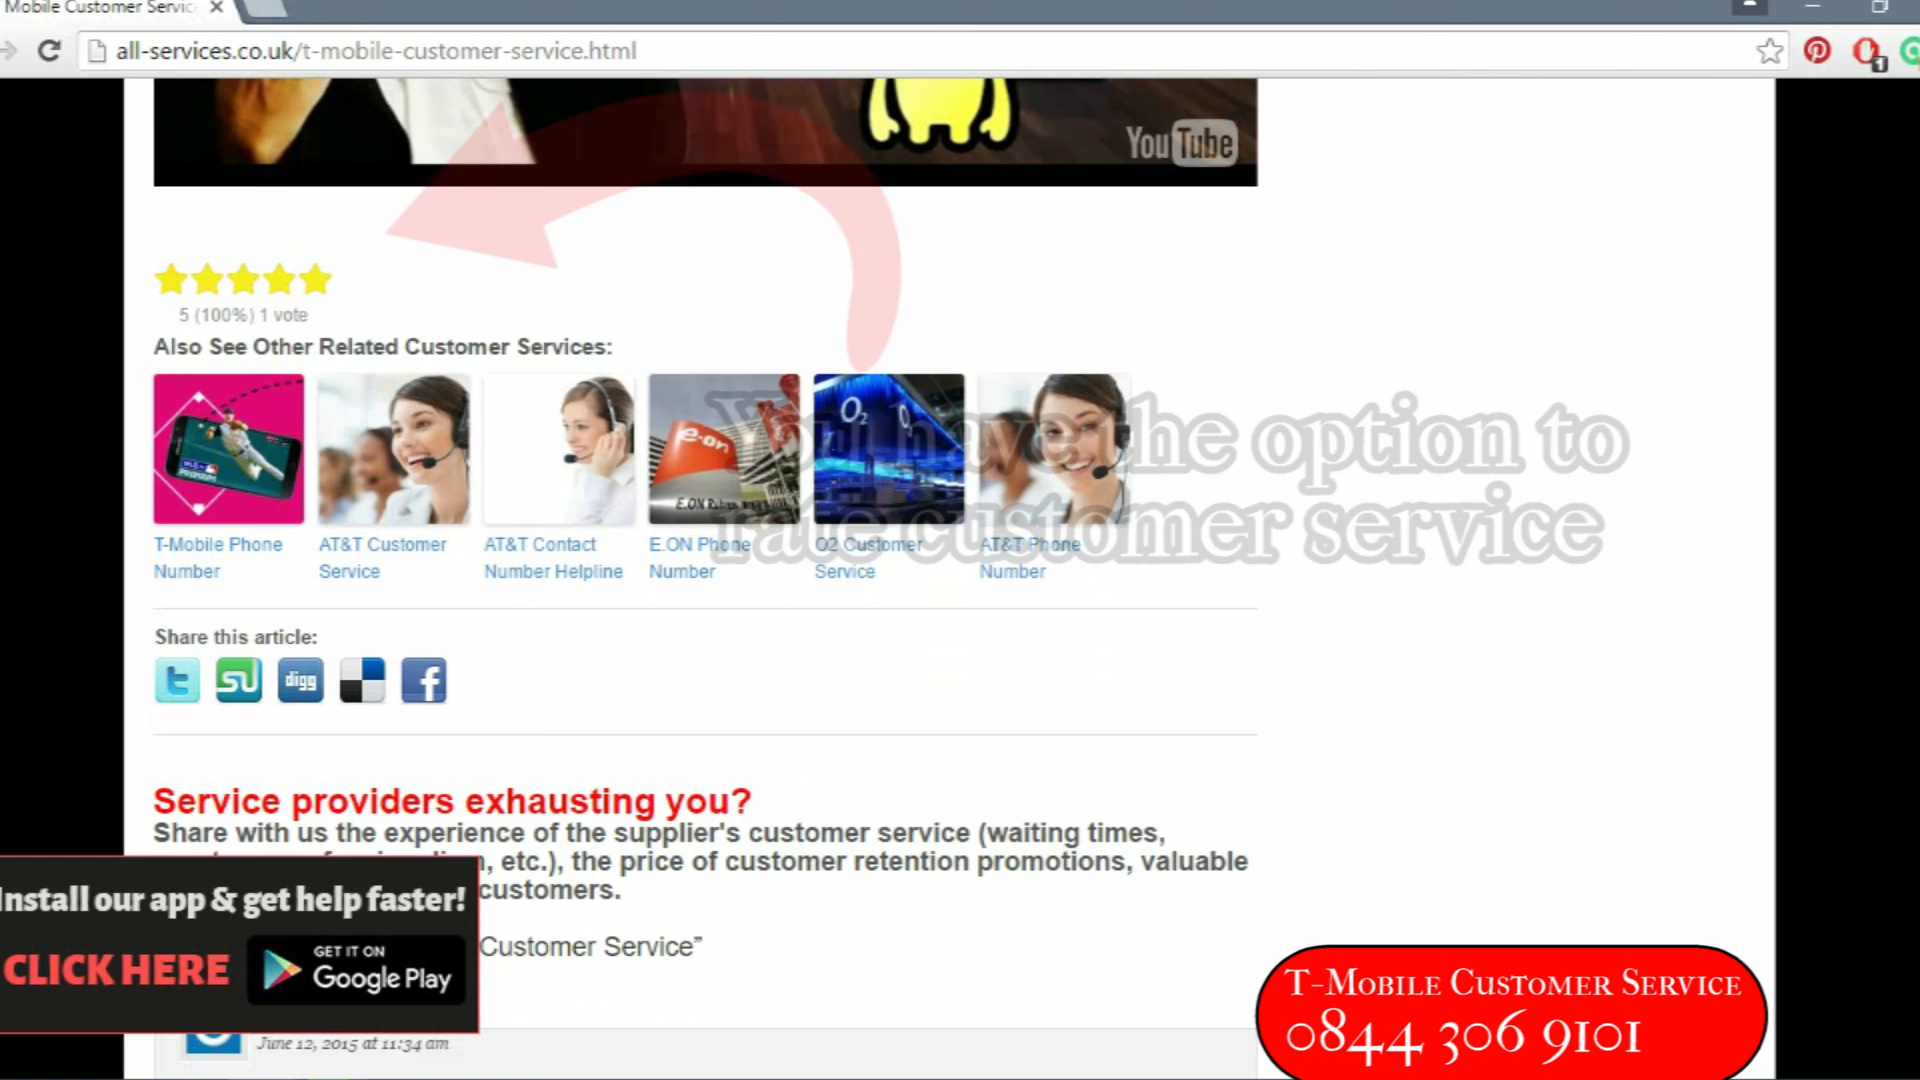 Mobile Customer Servic
all-services.co.uk/t-mobile-customer-service.html
1
YouTube
5 (100%) 1 vote
Also See Other Related Customer Services:
O2
e·on
E.ON
You have the option to
rate customer service
T-Mobile Phone
Number
AT&T Customer
Service
AT&T Contact
Number Helpline
E.ON Phone
Number
O2 Customer
Service
AT&T Phone
Number
Share this article:
digg
Service providers exhausting you?
Share with us the experience of the supplier's customer service (waiting times,
, etc.), the price of customer retention promotions, valuable
customers.
Customer Service”
Install our app & get help faster!
CLICK HERE
GET IT ON
Google Play
June 12, 2015 at 11:34 am
T-Mobile Customer Service
0844 306 9101